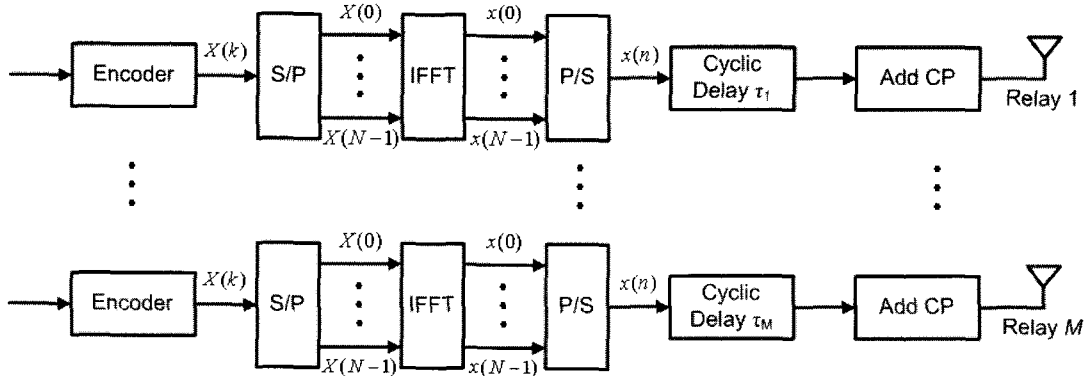 X(0)
x(0)
Encoder
X(k)
S/P
IFFT
P/S
x(n)
Cyclic
Delay τ1
Add CP
Relay 1
X(N−1)
x(N−1)
X(0)
x(0)
Encoder
X(k)
S/P
IFFT
P/S
x(n)
Cyclic
Delay τM
Add CP
Relay M
X(N−1)
x(N−1)